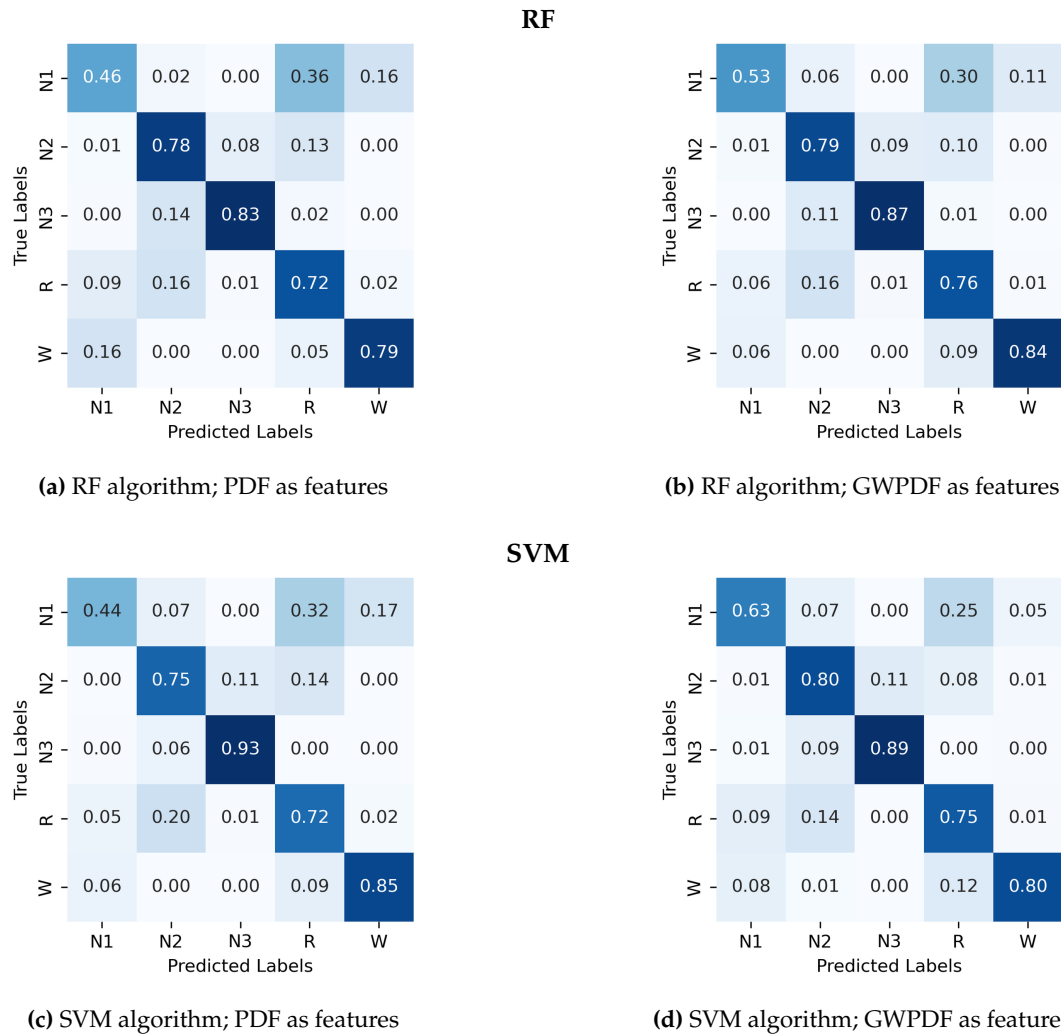 RF
N1 0.46 0.02 0.00 0.36 0.16
N2 0.01 0.78 0.08 0.13 0.00
N3 0.00 0.14 0.83 0.02 0.00
R 0.09 0.16 0.01 0.72 0.02
W 0.16 0.00 0.00 0.05 0.79
True Labels
N1 N2 N3 R W
Predicted Labels
(a) RF algorithm; PDF as features
N1 0.53 0.06 0.00 0.30 0.11
N2 0.01 0.79 0.09 0.10 0.00
N3 0.00 0.11 0.87 0.01 0.00
R 0.06 0.16 0.01 0.76 0.01
W 0.06 0.00 0.00 0.09 0.84
True Labels
N1 N2 N3 R W
Predicted Labels
(b) RF algorithm; GWPDF as features
SVM
N1 0.44 0.07 0.00 0.32 0.17
N2 0.00 0.75 0.11 0.14 0.00
N3 0.00 0.06 0.93 0.00 0.00
R 0.05 0.20 0.01 0.72 0.02
W 0.06 0.00 0.00 0.09 0.85
True Labels
N1 N2 N3 R W
Predicted Labels
(c) SVM algorithm; PDF as features
N1 0.63 0.07 0.00 0.25 0.05
N2 0.01 0.80 0.11 0.08 0.01
N3 0.01 0.09 0.89 0.00 0.00
R 0.09 0.14 0.00 0.75 0.01
W 0.08 0.01 0.00 0.12 0.80
True Labels
N1 N2 N3 R W
Predicted Labels
(d) SVM algorithm; GWPDF as feature